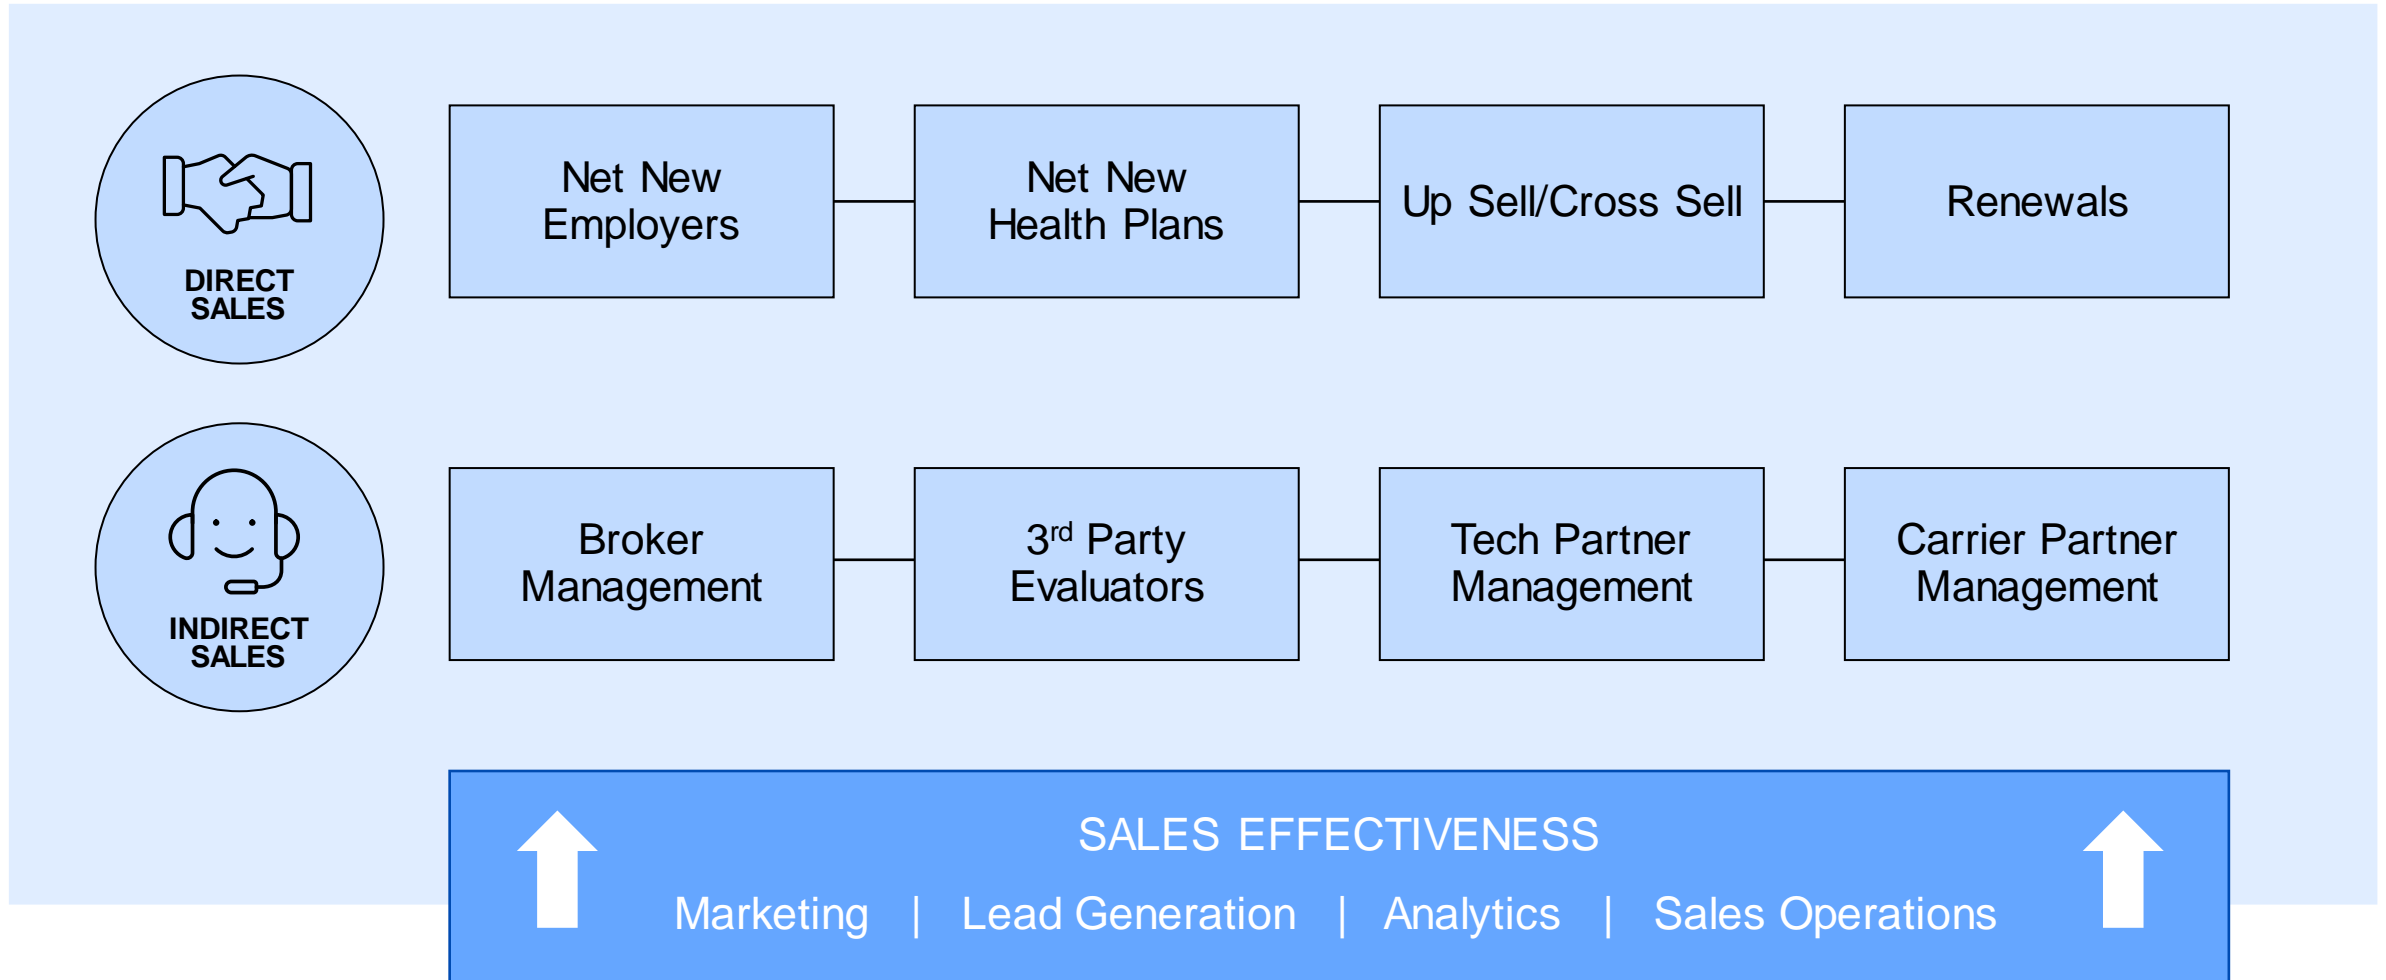 DIRECT
SALES
Net New
Employers
Net New
Health Plans
Up Sell/Cross Sell
Renewals
INDIRECT
SALES
Broker
Management
3rd Party
Evaluators
Tech Partner
Management
Carrier Partner
Management
SALES EFFECTIVENESS
Marketing | Lead Generation | Analytics | Sales Operations